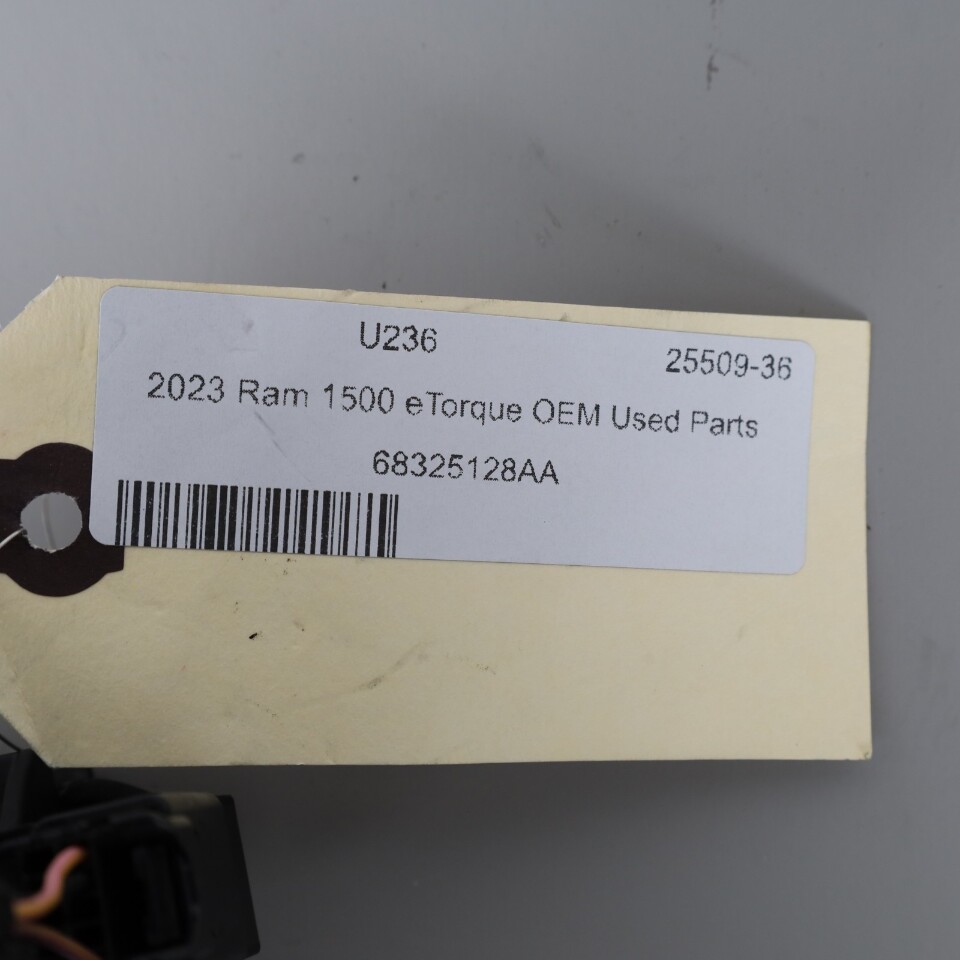 U236
25509-36
2023 Ram 1500 eTorque OEM Used Parts
68325128AA